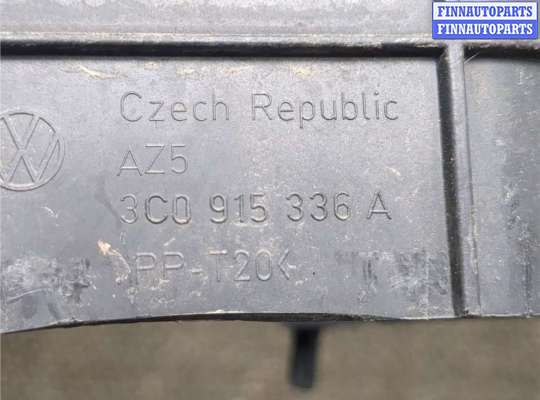 FINNAUTOPARTS
FINNAUTOPARTS
Czech Republic
AZ5
3C0 915 336 A
>PP-T20<